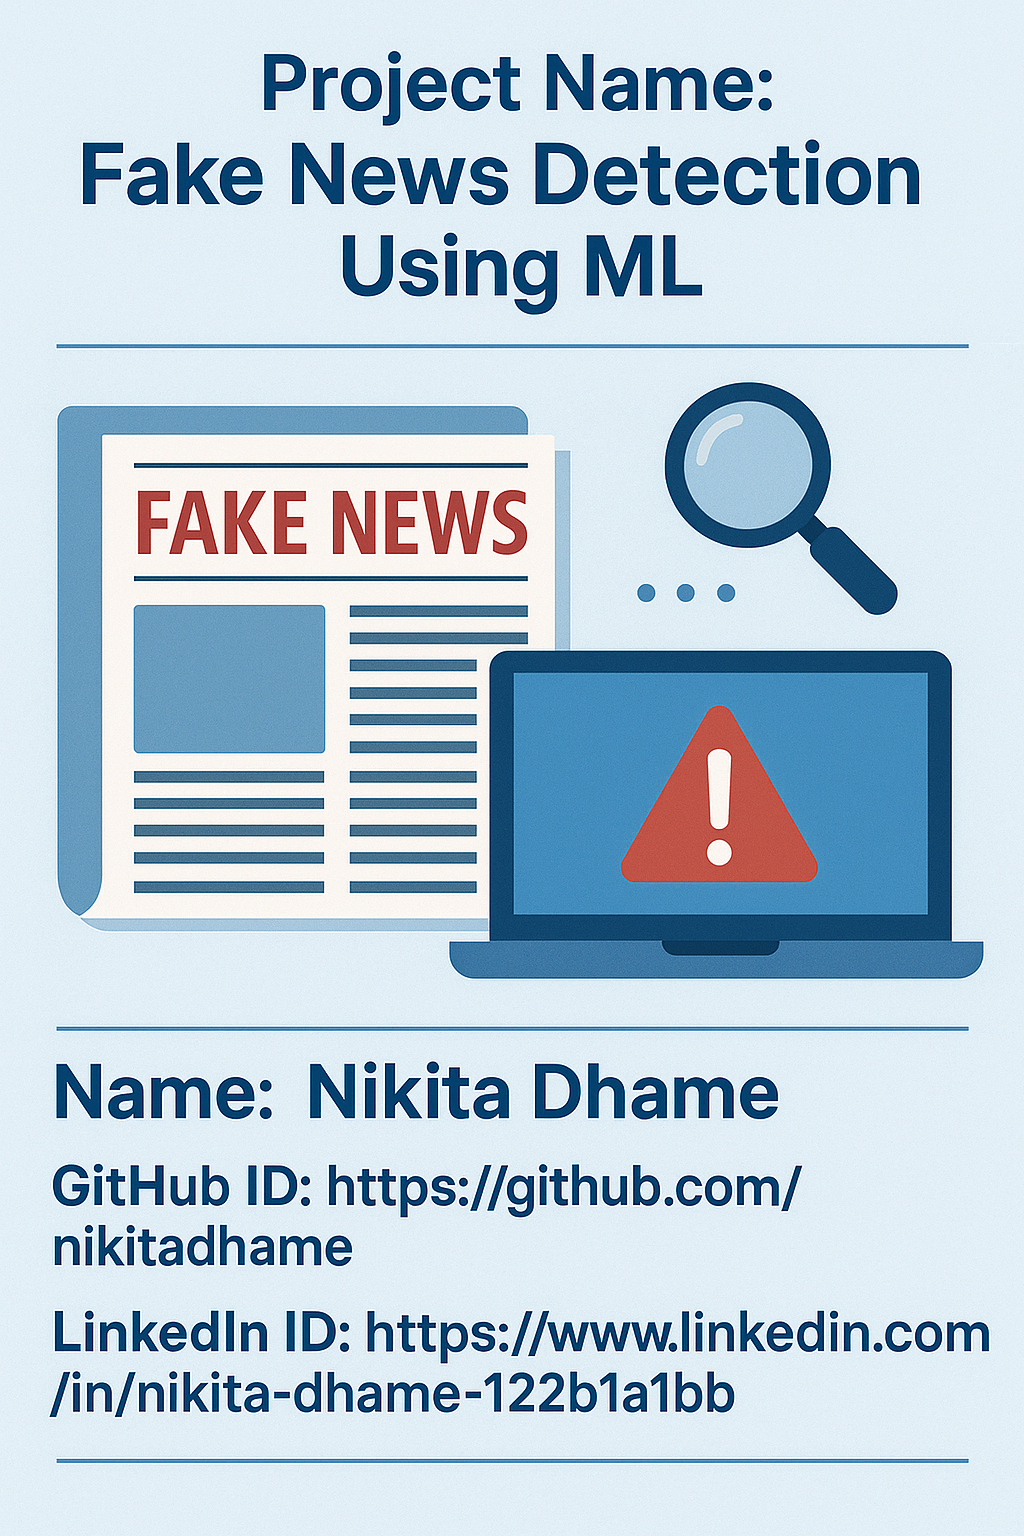 Project Name:
Fake News Detection
Using ML
FAKE NEWS
Name: Nikita Dhame
GitHub ID: https://github.com/
nikitadhame
LinkedIn ID: https://www.linkedin.com
/in/nikita-dhame-122b1a1bb